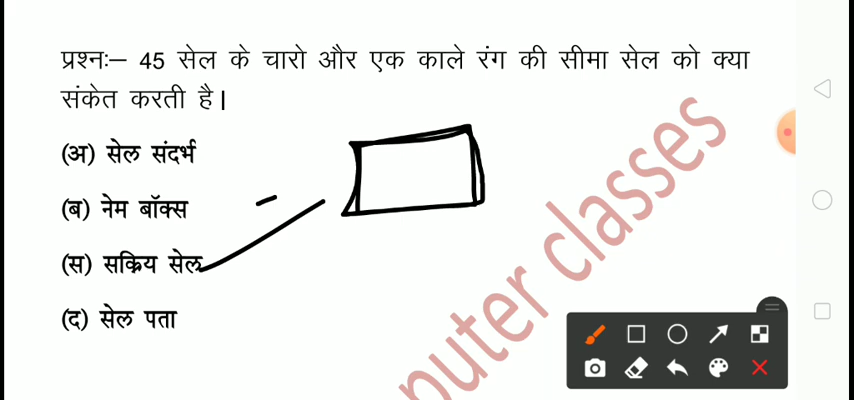 प्रश्नः– 45 सेल के चारो और एक काले रंग की सीमा सेल को क्या
संकेत करती है।
(अ) सेल संदर्भ
(ब) नेम बॉक्स
(स) सक्रिय सेल
(द) सेल पता
puter classes